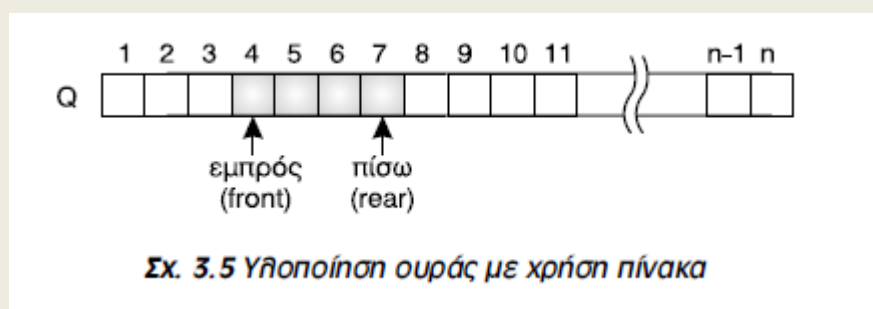 1 2 3 4 5 6 7 8 9 10 11 n-1 n
Q
εμπρός πίσω
(front) (rear)
Σχ. 3.5 Υλοποίηση ουράς με χρήση πίνακα